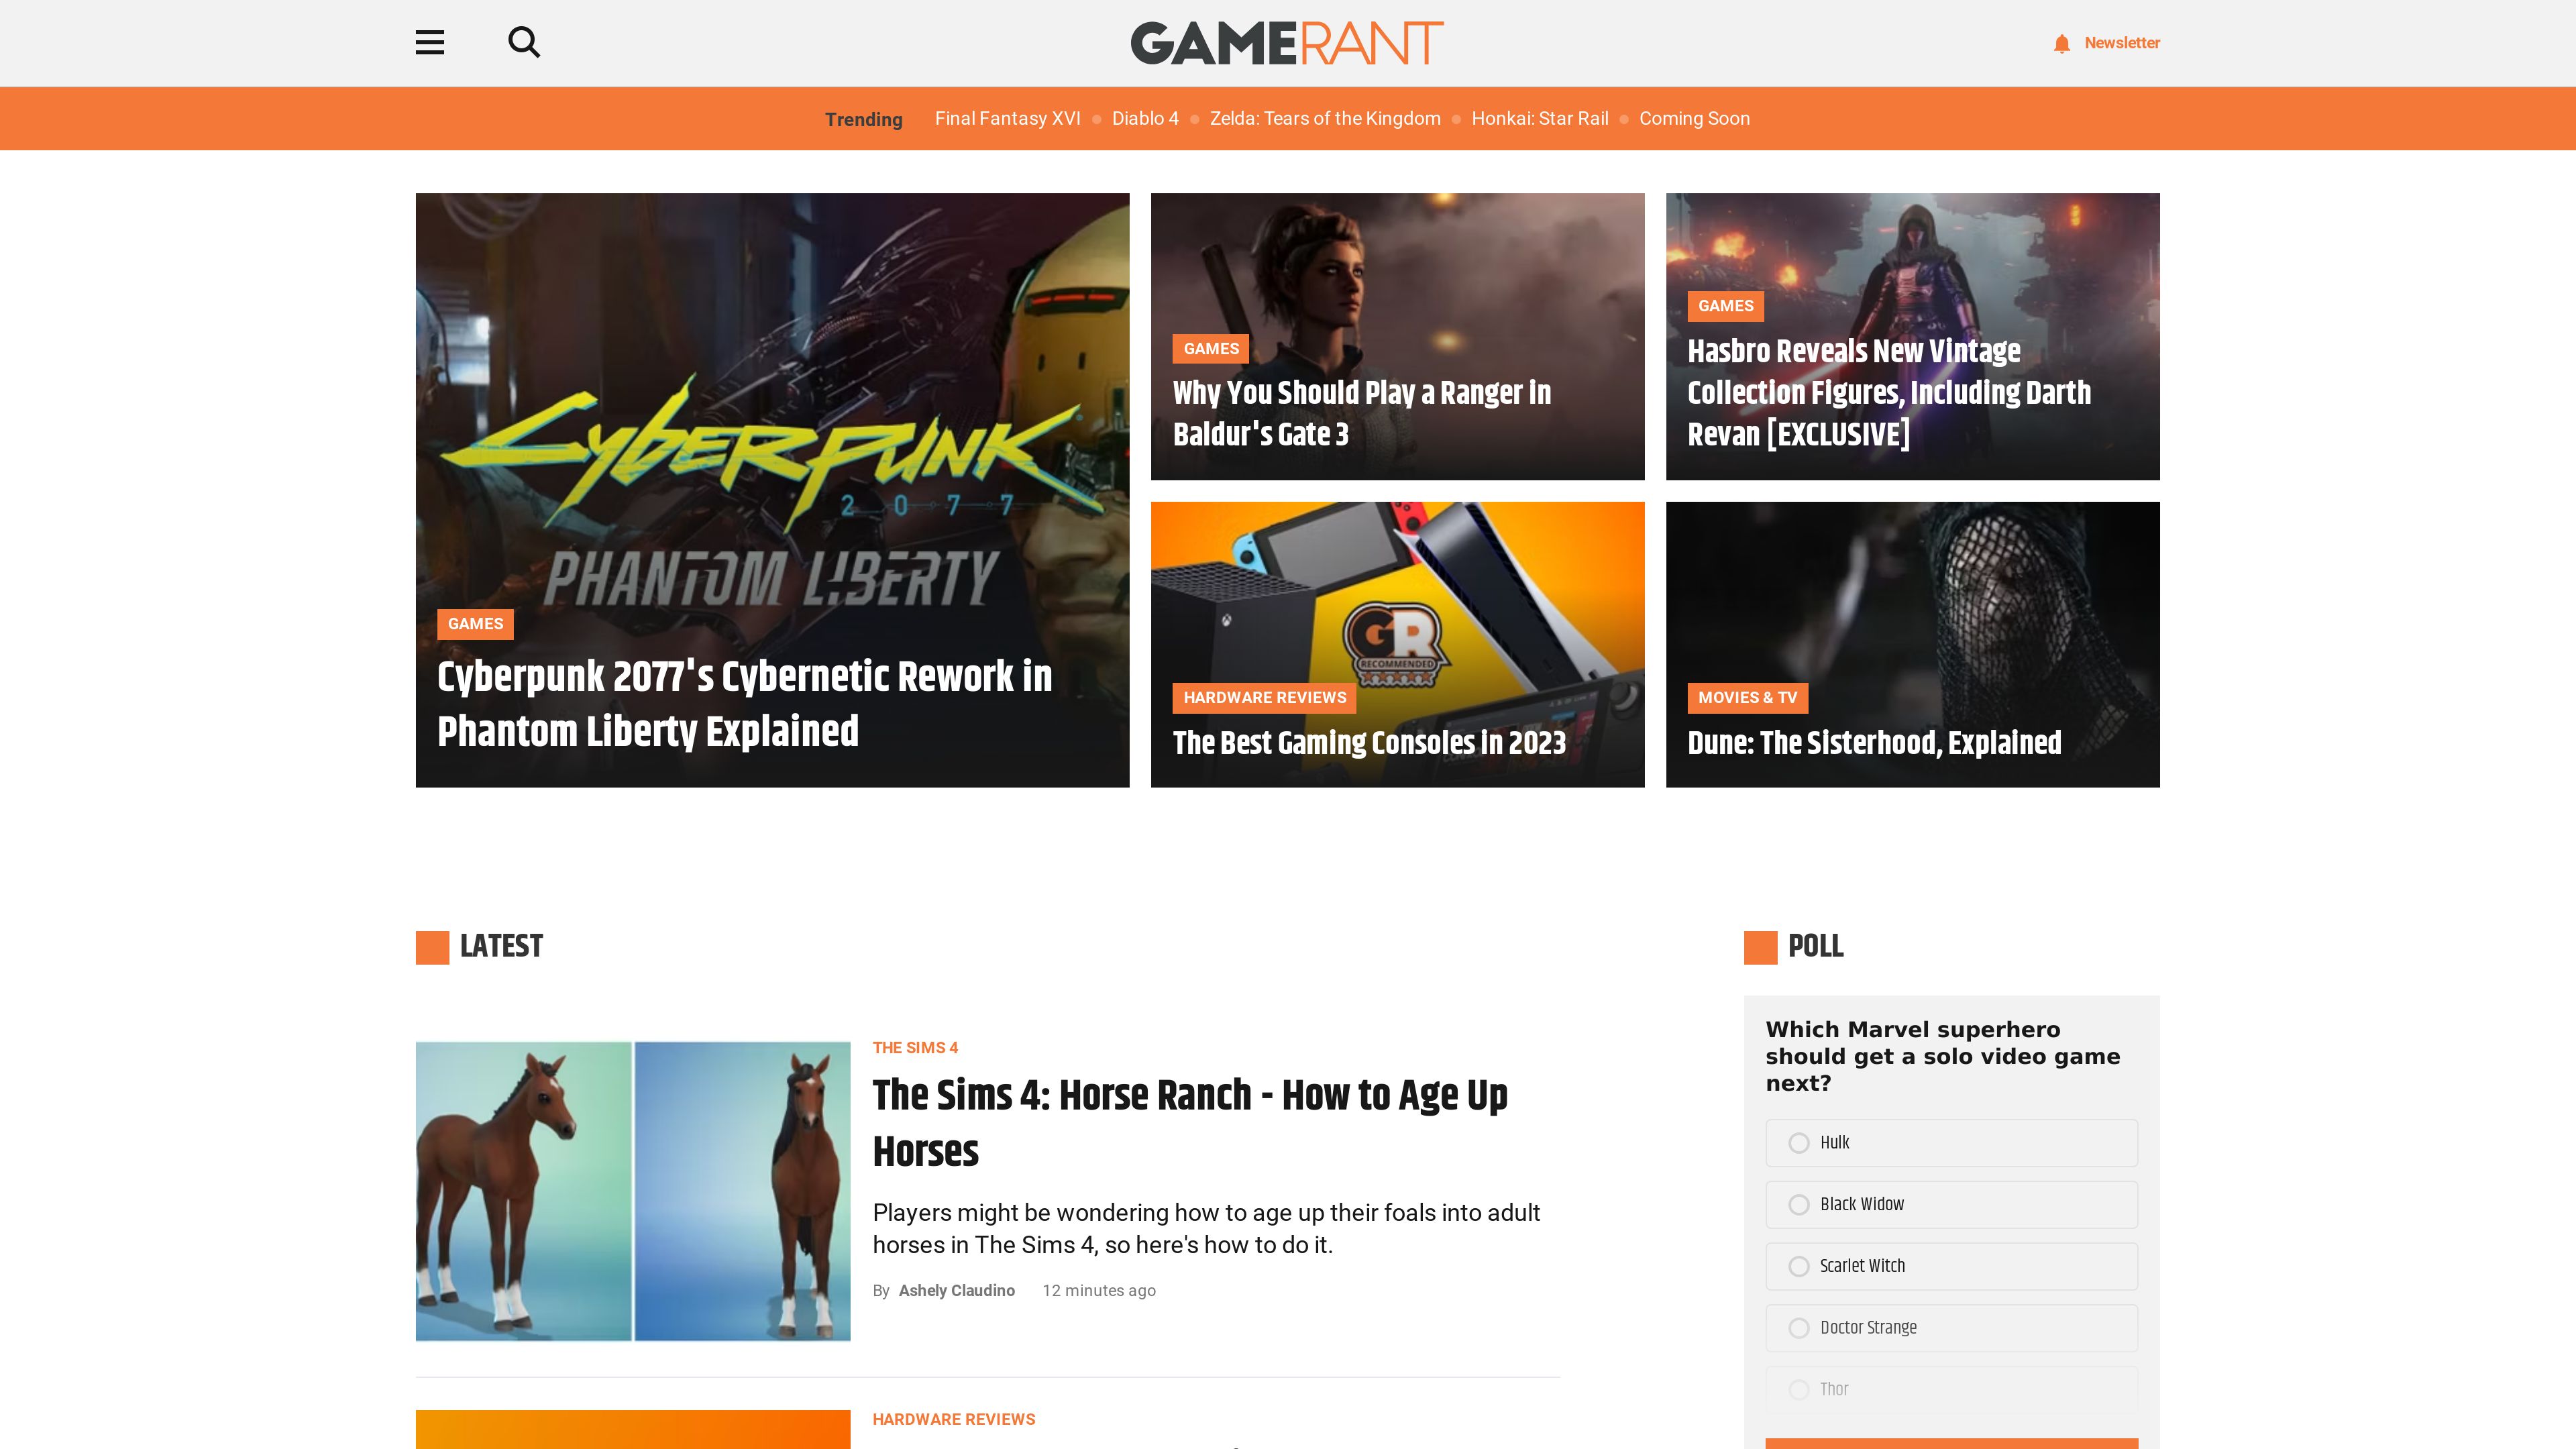 GAMERANT
Newsletter
Trending Final Fantasy XVI Diablo 4 Zelda: Tears of the Kingdom Honkai: Star Rail Coming Soon
CYBERPUNK
2077
PHANTOM LIBERTY
GAMES
Cyberpunk 2077's Cybernetic Rework in
Phantom Liberty Explained
GAMES
Why You Should Play a Ranger in
Baldur's Gate 3
GAMES
Hasbro Reveals New Vintage
Collection Figures, Including Darth
Revan [EXCLUSIVE]
GR
RECOMMENDED
HARDWARE REVIEWS
The Best Gaming Consoles in 2023
MOVIES & TV
Dune: The Sisterhood, Explained
LATEST
THE SIMS 4
The Sims 4: Horse Ranch - How to Age Up
Horses
Players might be wondering how to age up their foals into adult
horses in The Sims 4, so here's how to do it.
By Ashely Claudino 12 minutes ago
HARDWARE REVIEWS
POLL
Which Marvel superhero
should get a solo video game
next?
Hulk
Black Widow
Scarlet Witch
Doctor Strange
Thor